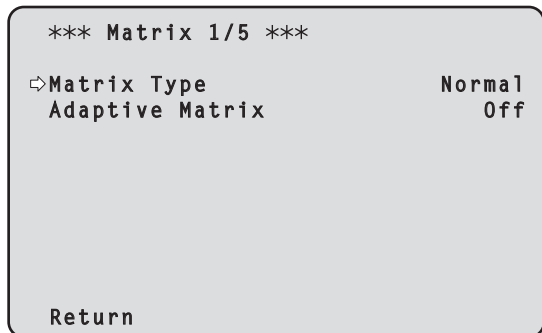 *** Matrix 1/5 ***
⇨Matrix Type Normal
Adaptive Matrix Off
Return